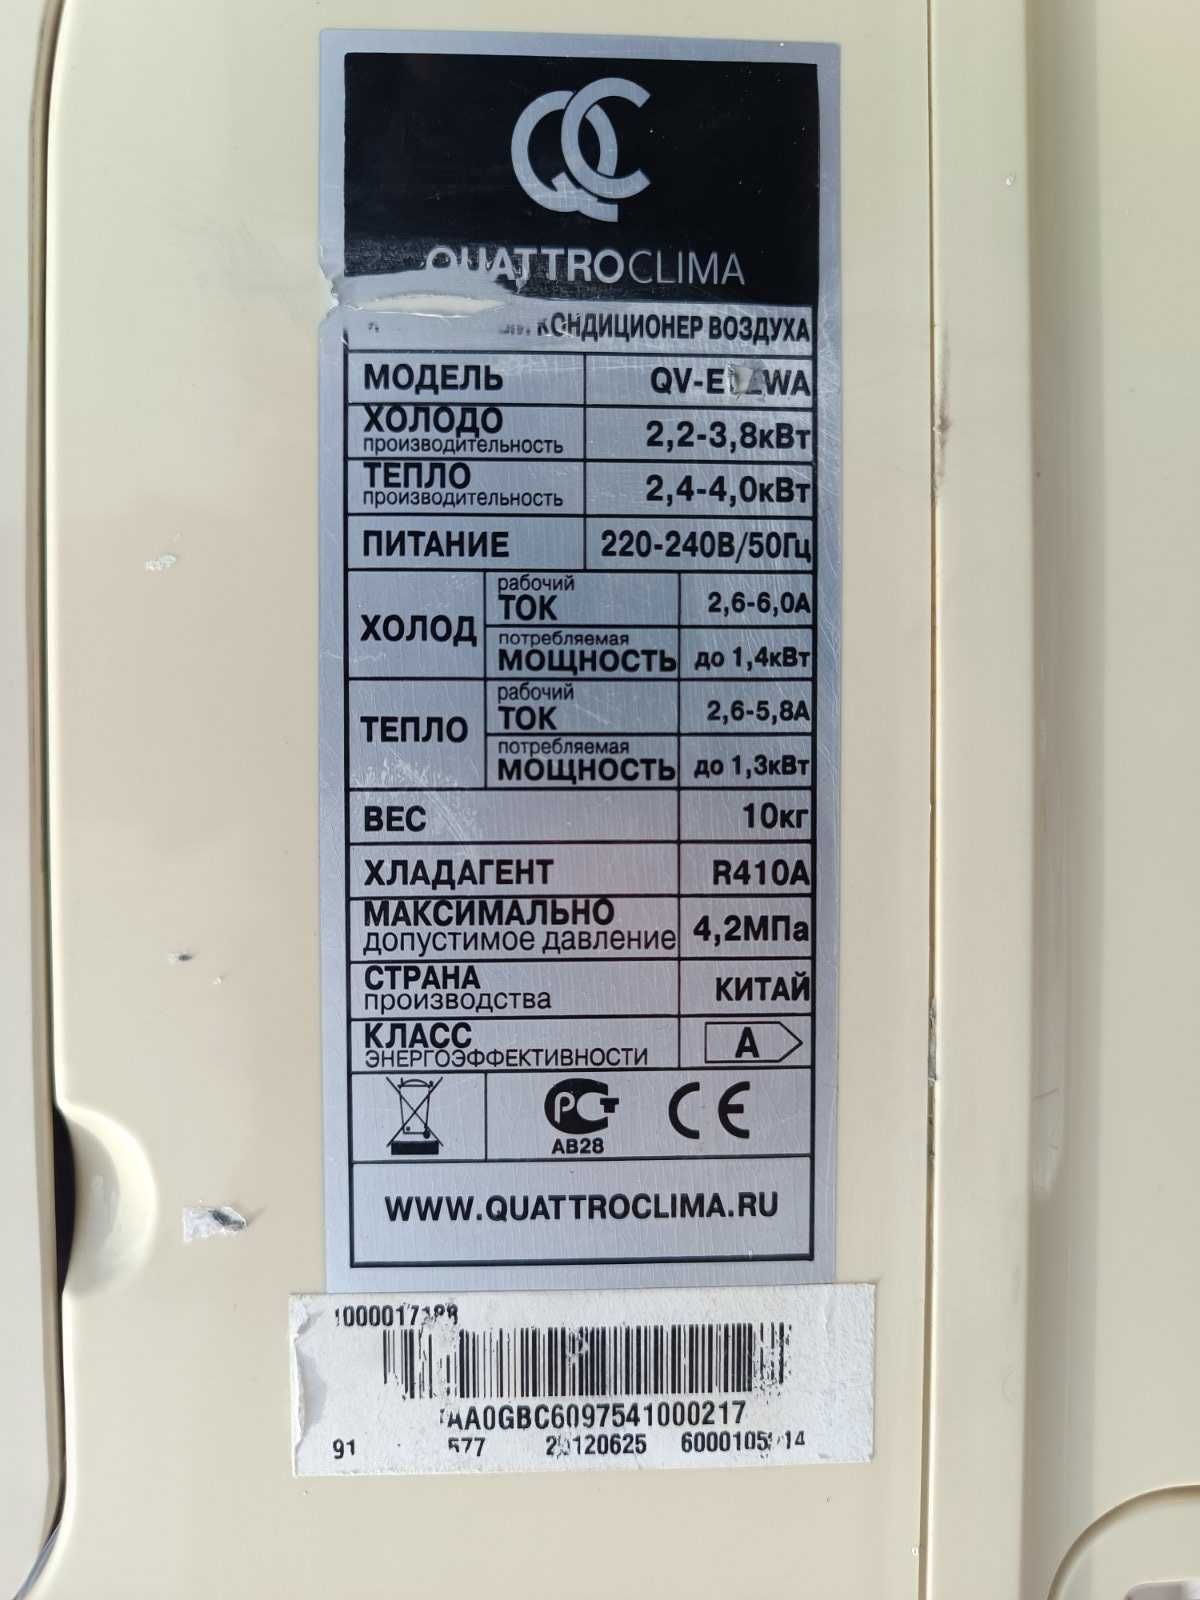 QC
QUATTROCLIMA
КОНДИЦИОНЕР ВОЗДУХА
МОДЕЛЬ
ХОЛОДО
производительность 2,2-3,8кВт
ТЕПЛО
производительность 2,4-4,0кВт
ПИТАНИЕ 220-240В/50Гц
ХОЛОД
рабочий
ТОК 2,6-6,0А
потребляемая
МОЩНОСТЬ до 1,4кВт
ТЕПЛО
рабочий
ТОК 2,6-5,8А
потребляемая
МОЩНОСТЬ до 1,3кВт
ВЕС 10кг
ХЛАДАГЕНТ R410A
МАКСИМАЛЬНО
допустимое давление 4,2МПа
СТРАНА
производства КИТАЙ
КЛАСС
ЭНЕРГОЭФФЕКТИВНОСТИ A
РСТ CE
АВ28
WWW.QUATTROCLIMA.RU
91 577